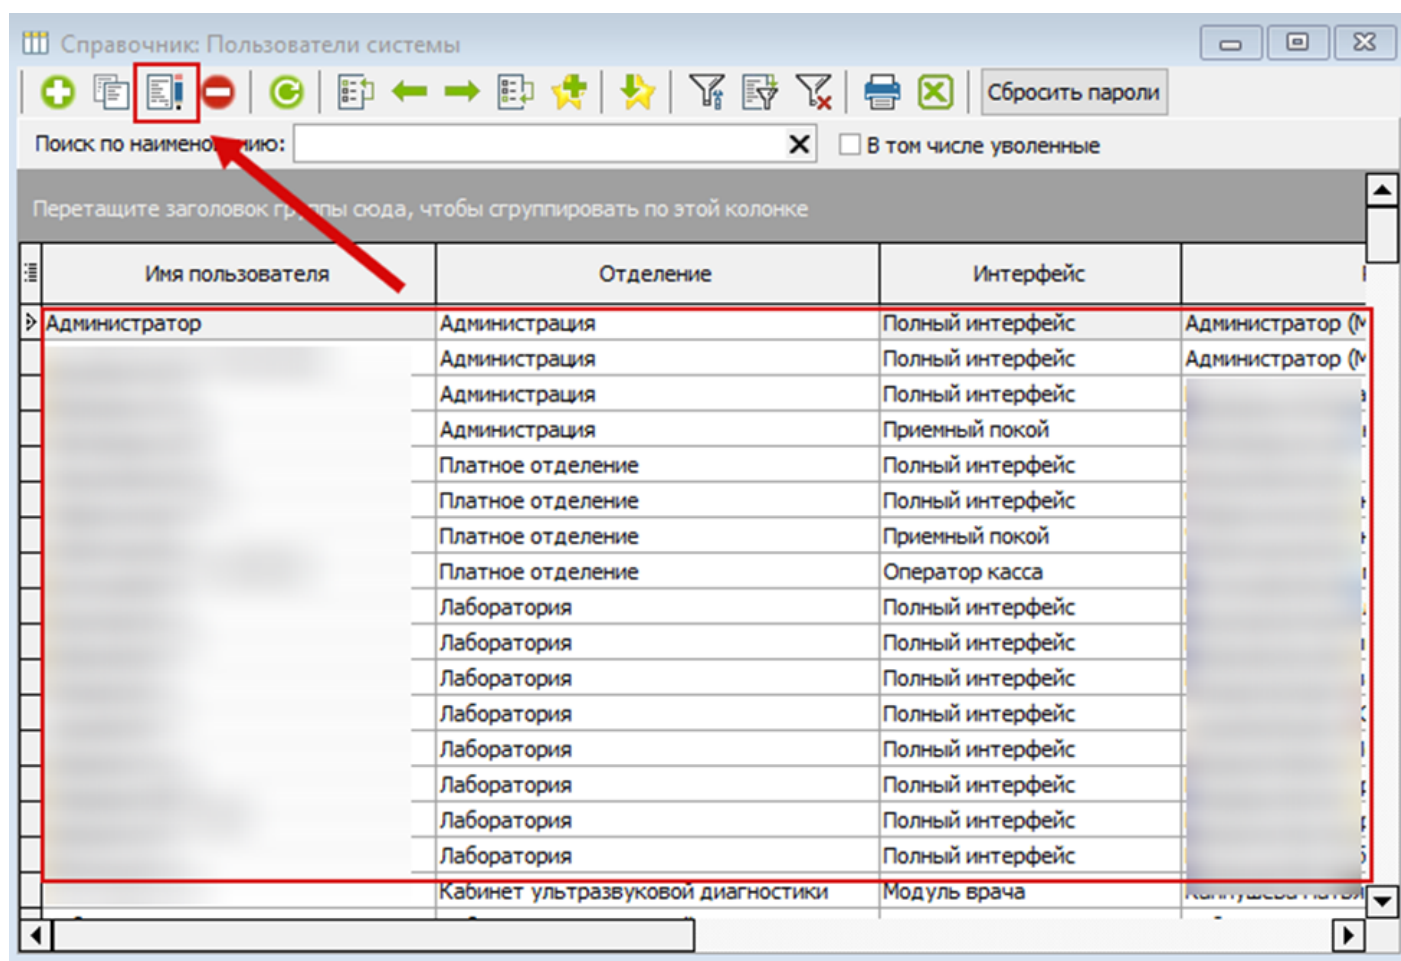 Справочник: Пользователи системы
Сбросить пароли
Поиск по наименованию: В том числе уволенные
Перетащите заголовок группы сюда, чтобы сгруппировать по этой колонке
Имя пользователя Отделение Интерфейс
Администратор Администрация Полный интерфейс Администратор (М
Администрация Полный интерфейс Администратор (М
Администрация Полный интерфейс
Администрация Приемный покой
Платное отделение Полный интерфейс
Платное отделение Полный интерфейс
Платное отделение Приемный покой
Платное отделение Оператор касса
Лаборатория Полный интерфейс
Лаборатория Полный интерфейс
Лаборатория Полный интерфейс
Лаборатория Полный интерфейс
Лаборатория Полный интерфейс
Лаборатория Полный интерфейс
Лаборатория Полный интерфейс
Лаборатория Полный интерфейс
Кабинет ультразвуковой диагностики Модуль врача